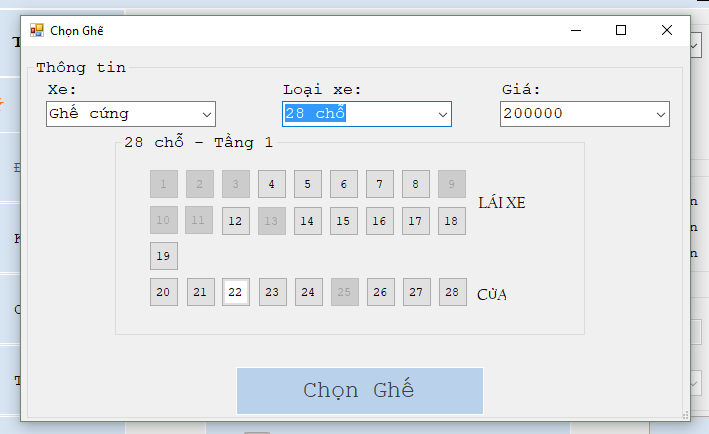 Chọn Ghế
Thông tin
Xe: Loại xe: Giá:
Ghế cứng 28 chỗ 200000
28 chỗ - Tầng 1
1 2 3 4 5 6 7 8 9
LÁI XE
10 11 12 13 14 15 16 17 18
19
20 21 22 23 24 25 26 27 28 CỬA
Chọn Ghế